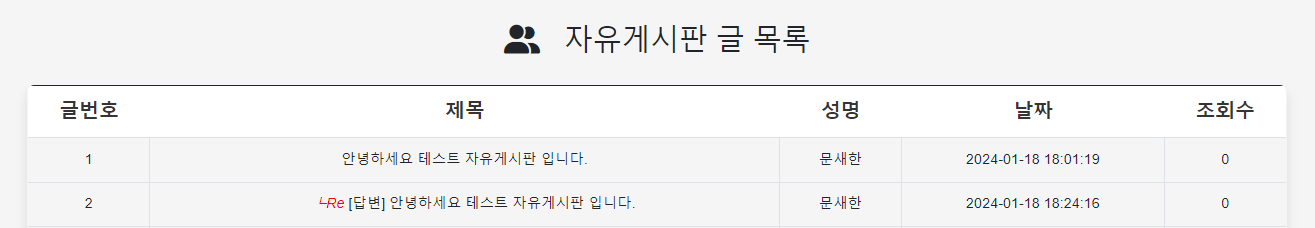 자유게시판 글 목록
글번호 제목 성명 날짜 조회수
1 안녕하세요 테스트 자유게시판 입니다. 문새한 2024-01-18 18:01:19 0
2 └Re [답변] 안녕하세요 테스트 자유게시판 입니다. 문새한 2024-01-18 18:24:16 0